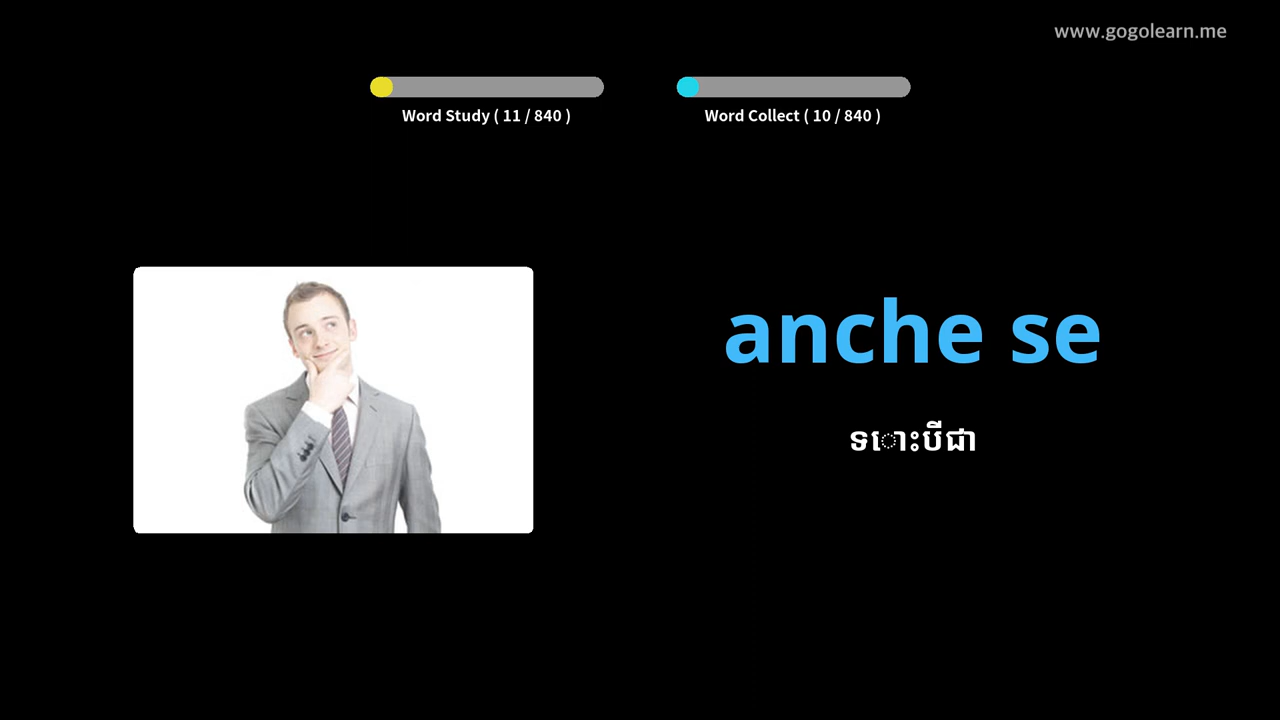 www.gogolearn.me
Word Study ( 11 / 840 )
Word Collect ( 10 / 840 )
anche se
ទោះបីជា